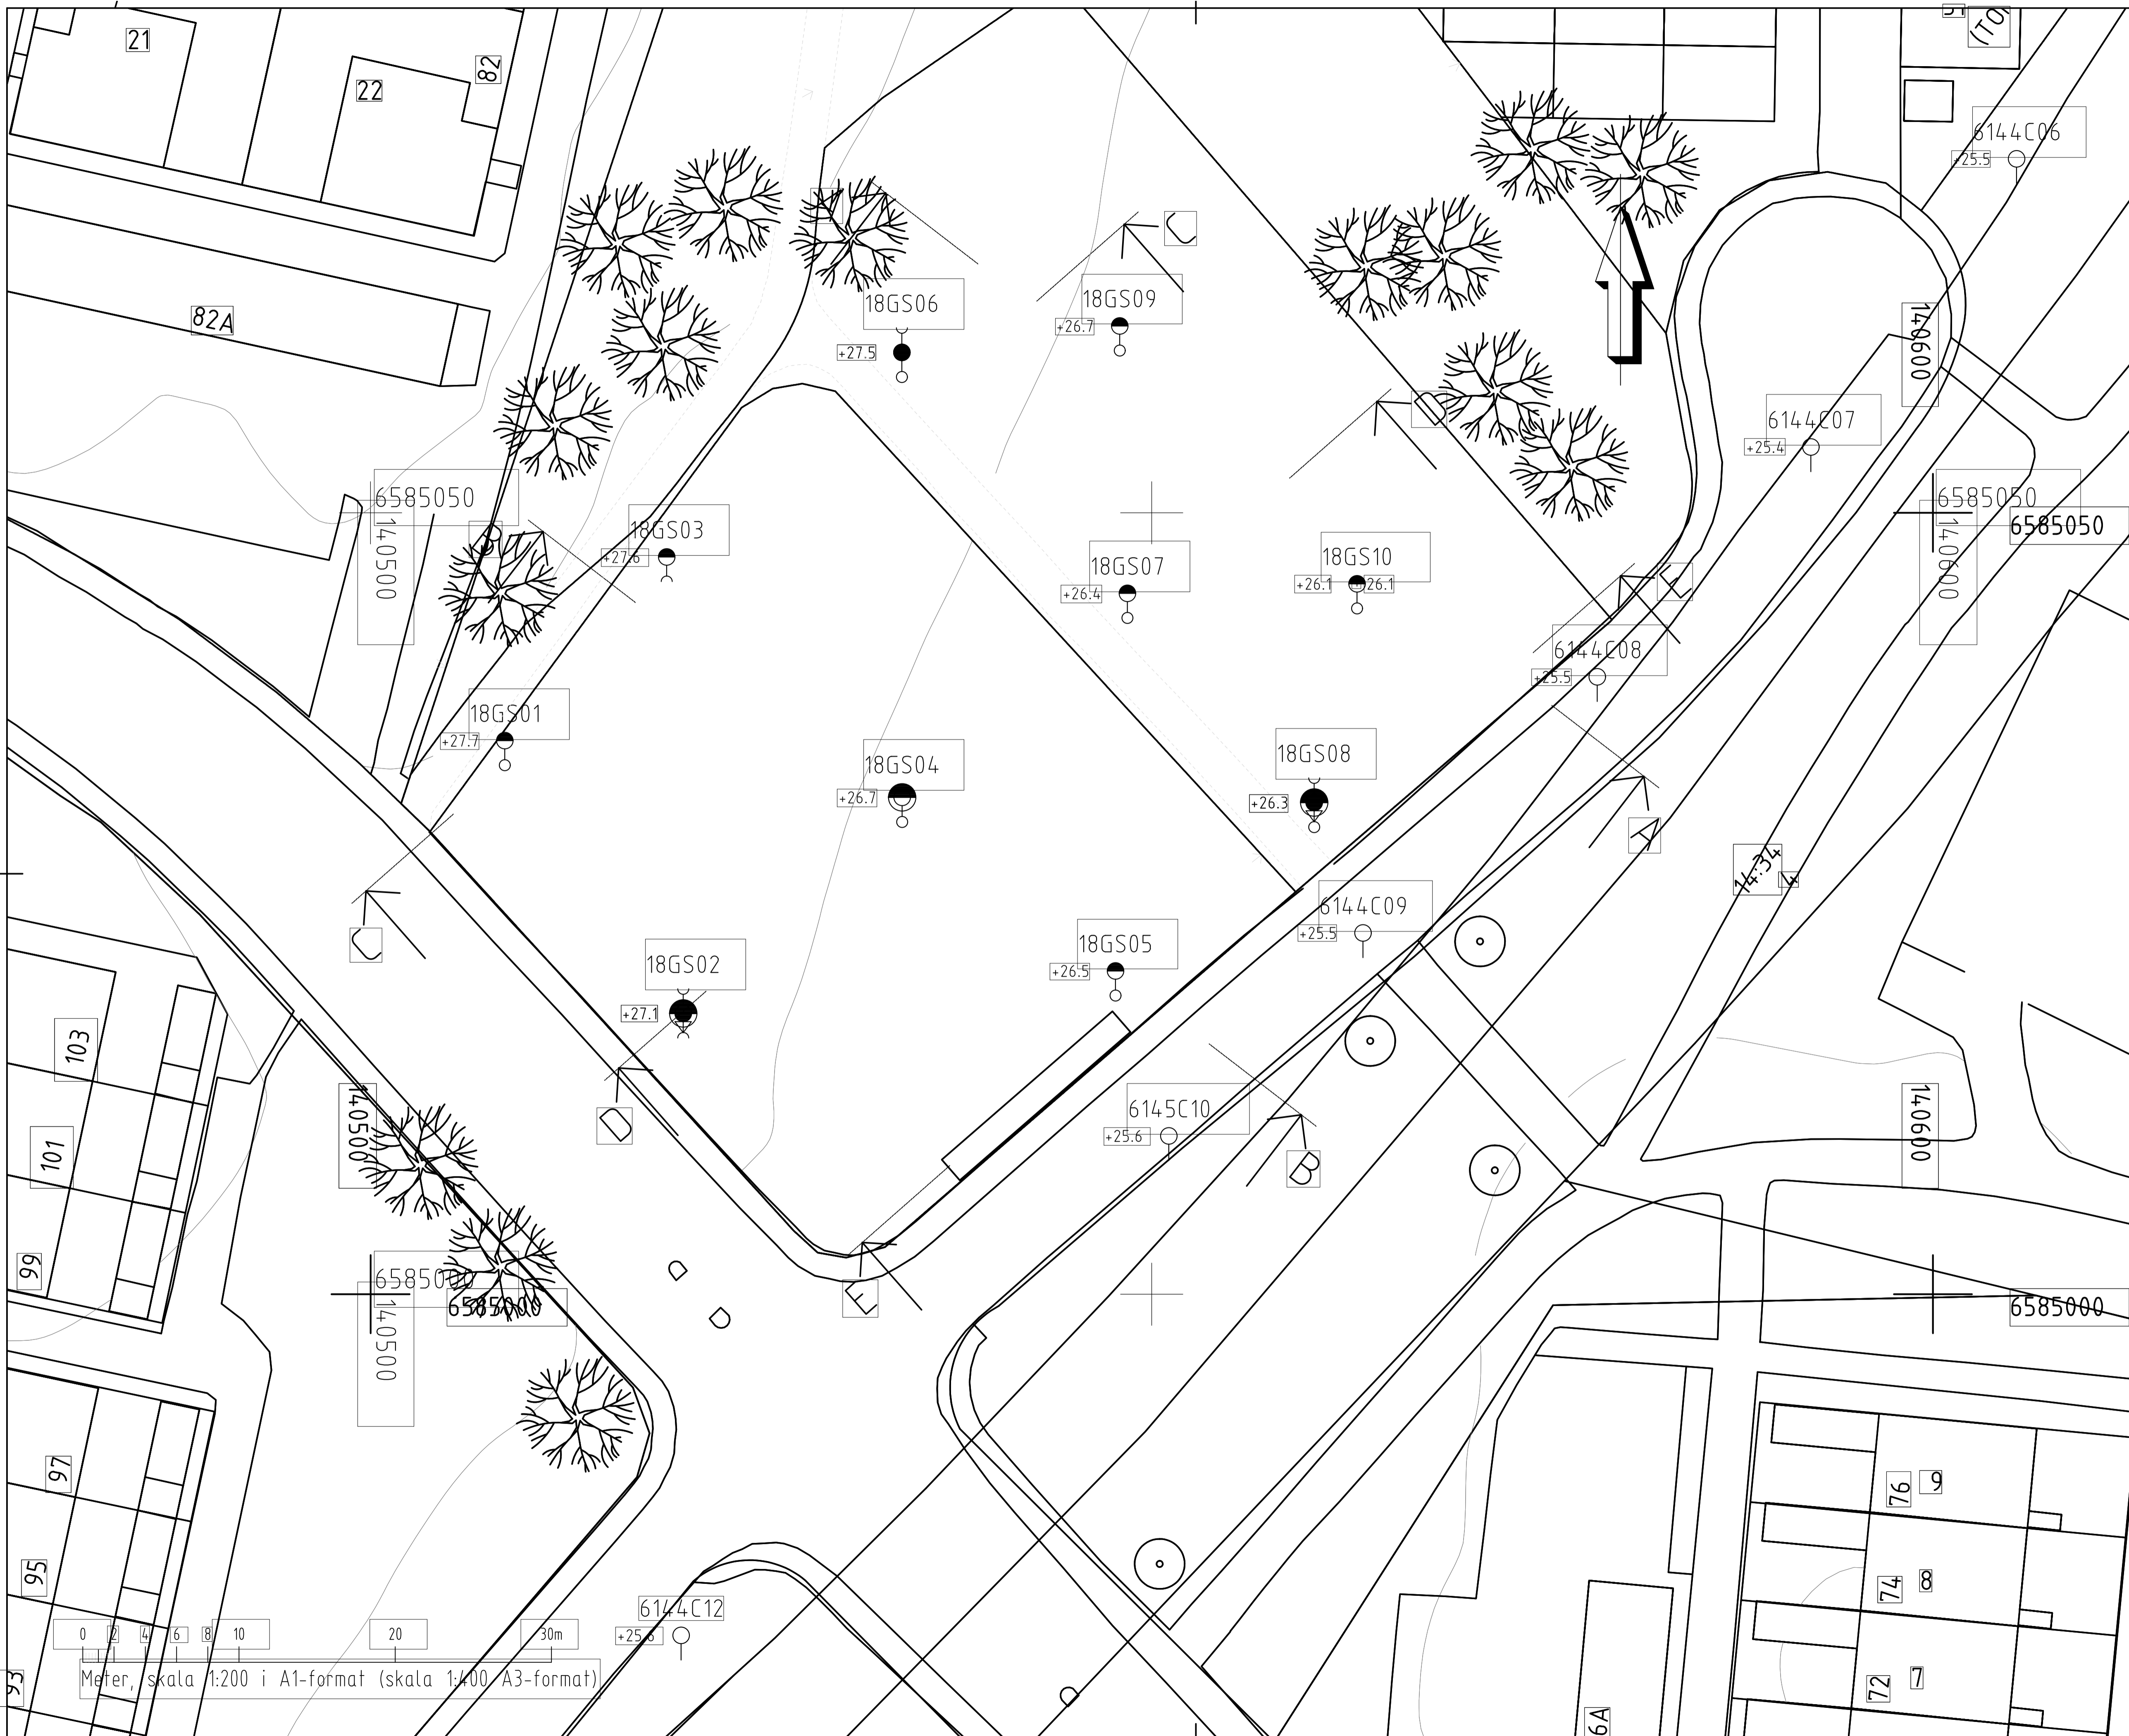 21
22
82
(TO
6144C06
+25.5
A
C
18GS06
+27.5
18GS09
+26.7
82A
140600
D
6144C07
+25.4
6585050
140500
B
18GS03
+27.6
18GS07
+26.4
18GS10
+26.1
+26.1
6585050
6585050
140600
E
6144C08
+25.5
18GS01
+27.7
18GS04
+26.7
18GS08
+26.3
A
14:34
4
C
6144C09
+25.5
18GS05
+26.5
18GS02
+27.1
103
101
99
140500
D
6145C10
+25.6
B
140600
P
P
6585000
6585000
140500
E
6585000
97
95
93
76
9
74
8
72
7
6A
6144C12
+25.6
P
0 2 4 6 8 10 20 30m
Meter, skala 1:200 i A1-format (skala 1:400 A3-format)